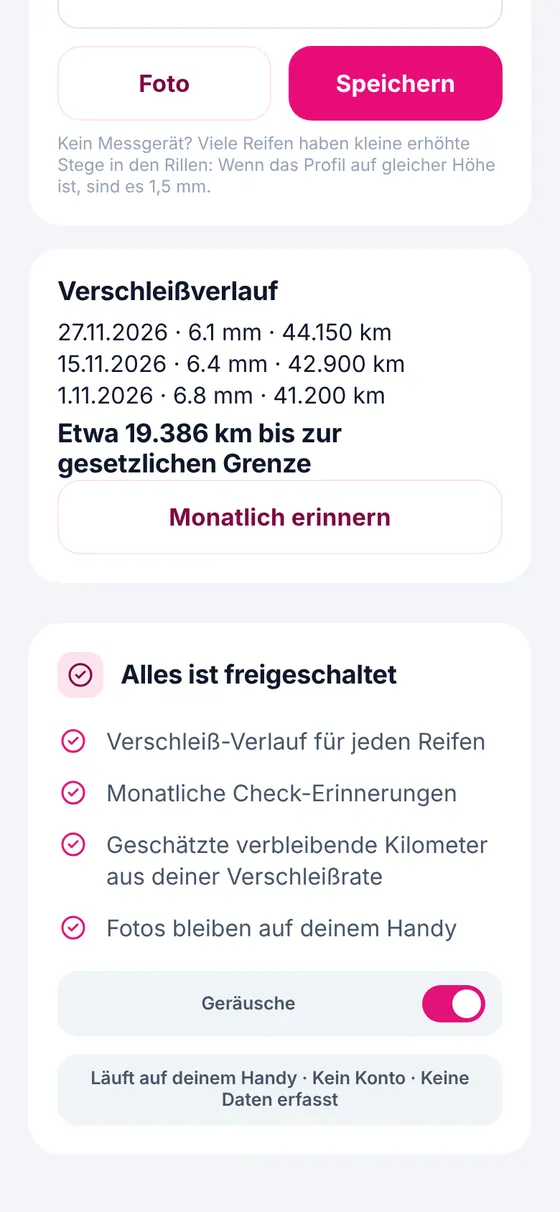 Foto
Speichern
Kein Messgerät? Viele Reifen haben kleine erhöhte
Stege in den Rillen: Wenn das Profil auf gleicher Höhe
ist, sind es 1,5 mm.
Verschleißverlauf
27.11.2026 · 6.1 mm · 44.150 km
15.11.2026 · 6.4 mm · 42.900 km
1.11.2026 · 6.8 mm · 41.200 km
Etwa 19.386 km bis zur
gesetzlichen Grenze
Monatlich erinnern
Alles ist freigeschaltet
Verschleiß-Verlauf für jeden Reifen
Monatliche Check-Erinnerungen
Geschätzte verbleibende Kilometer
aus deiner Verschleißrate
Fotos bleiben auf deinem Handy
Geräusche
Läuft auf deinem Handy · Kein Konto · Keine
Daten erfasst